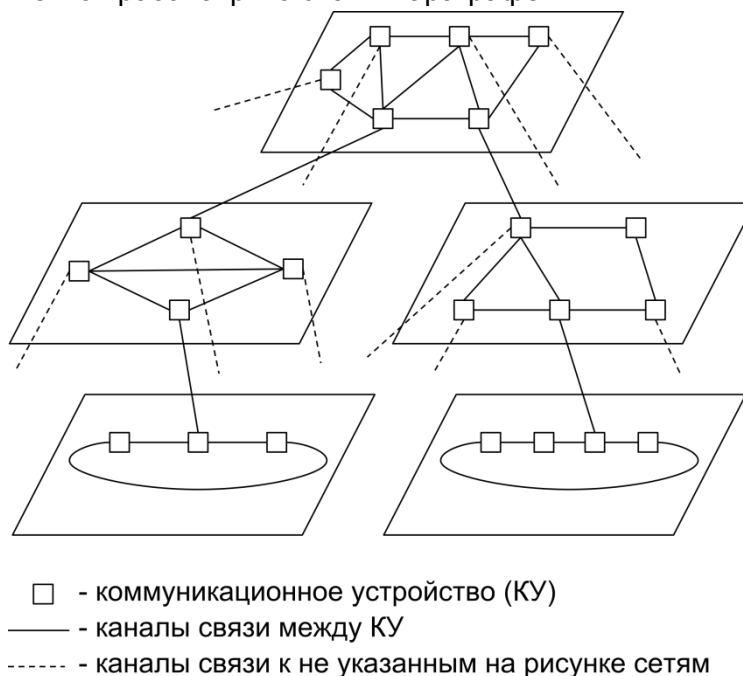 - коммуникационное устройство (КУ)
- каналы связи между КУ
- каналы связи к не указанным на рисунке сетям